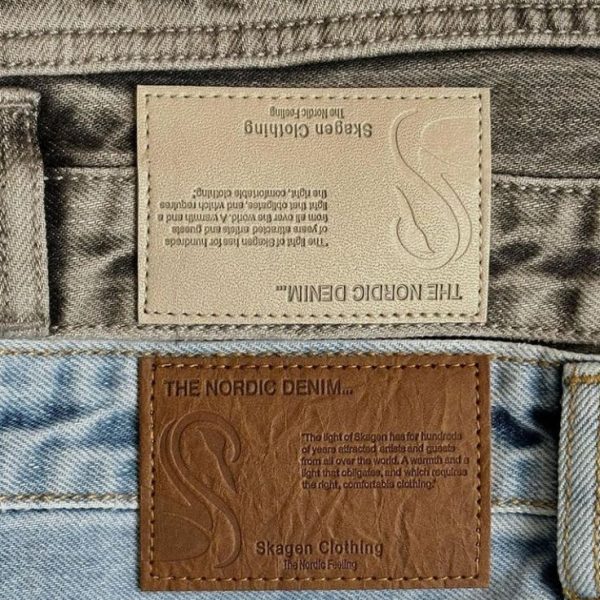 THE NORDIC DENIM...
"The light of Skagen has for hundreds
of years attracted artists and guests
from all over the world. A warmth and a
light that obligates, and which requires
the right, comfortable clothing."
Skagen Clothing
The Nordic Feeling
THE NORDIC DENIM...
"The light of Skagen has for hundreds
of years attracted artists and guests
from all over the world. A warmth and a
light that obligates, and which requires
the right, comfortable clothing."
Skagen Clothing
The Nordic Feeling